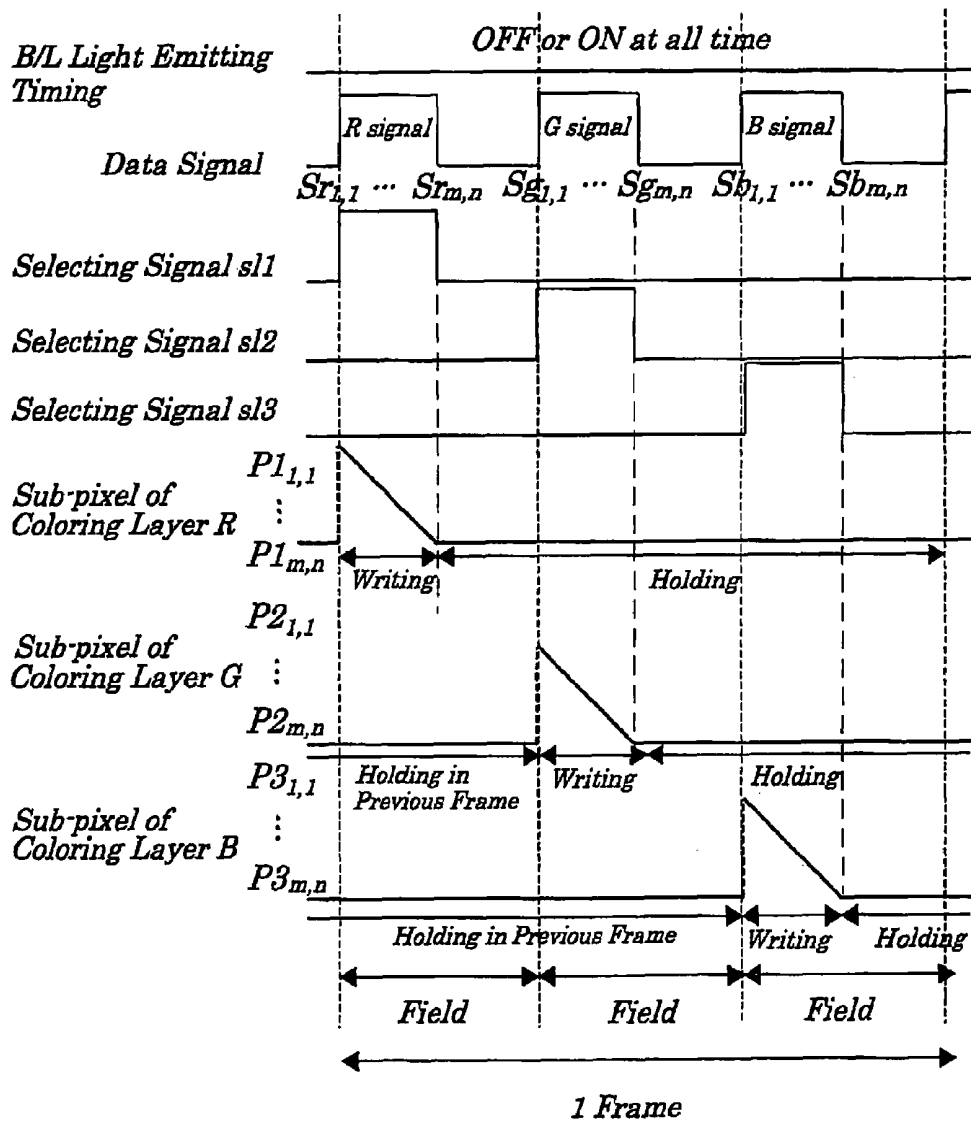 OFF or ON at all time
B/L Light Emitting
Timing
R signal G signal B signal
Data Signal
Sr1,1 ··· Srm,n Sg1,1 ··· Sgm,n Sb1,1 ··· Sbm,n
Selecting Signal sl1
Selecting Signal sl2
Selecting Signal sl3
P11,1
Sub-pixel of
Coloring Layer R ⋮
P1m,n
Writing Holding
P21,1
Sub-pixel of
Coloring Layer G ⋮
P2m,n
Holding in
Previous Frame Writing Holding
P31,1
Sub-pixel of
Coloring Layer B ⋮
P3m,n
Holding in Previous Frame Writing Holding
Field Field Field
1 Frame